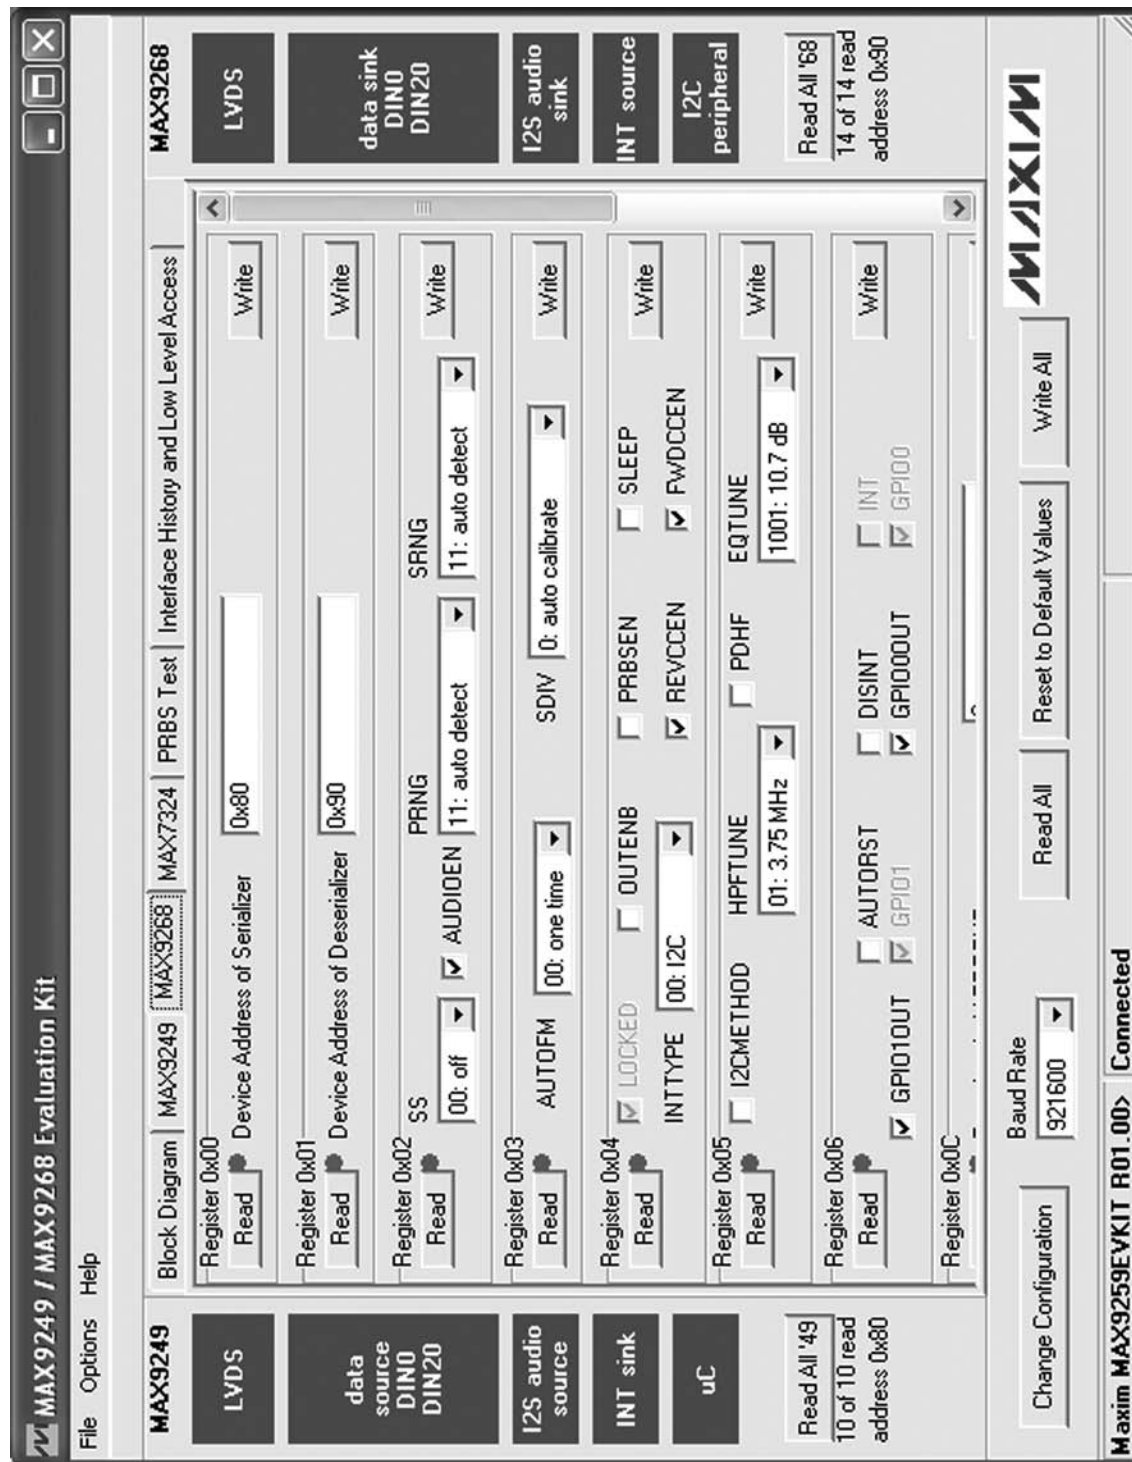 MAX9249 / MAX9268 Evaluation Kit
File Options Help
MAX9249
LVDS
data
source
DIN0
DIN20
I2S audio
source
INT sink
uC
Read All '49
10 of 10 read
address 0x80
Block Diagram MAX9249 MAX9268 MAX7324 PRBS Test Interface History and Low Level Access
Register 0x00
Read Device Address of Serializer 0x80 Write
Register 0x01
Read Device Address of Deserializer 0x90 Write
Register 0x02
SS PRNG SRNG
Read 00: off AUDIOEN 11: auto detect 11: auto detect Write
Register 0x03
Read AUTOFM 00: one time SDIV 0: auto calibrate Write
Register 0x04
Read LOCKED OUTENB PRBSEN SLEEP Write
INTTYPE 00: I2C REVCCEN FWDCCEN
Register 0x05
Read I2CMETHOD HPFTUNE PDHF EQTUNE Write
01: 3.75 MHz 1001: 10.7 dB
Register 0x06
Read GPIO1OUT AUTORST DISINT INT Write
GPIO1 GPIO0OUT GPIO0
Register 0x0C
MAX9268
LVDS
data sink
DIN0
DIN20
I2S audio
sink
INT source
I2C
peripheral
Read All '68
14 of 14 read
address 0x90
Change Configuration
Baud Rate
921600
Read All Reset to Default Values Write All
MAXIM
Maxim MAX9259EVKIT R01.00> Connected